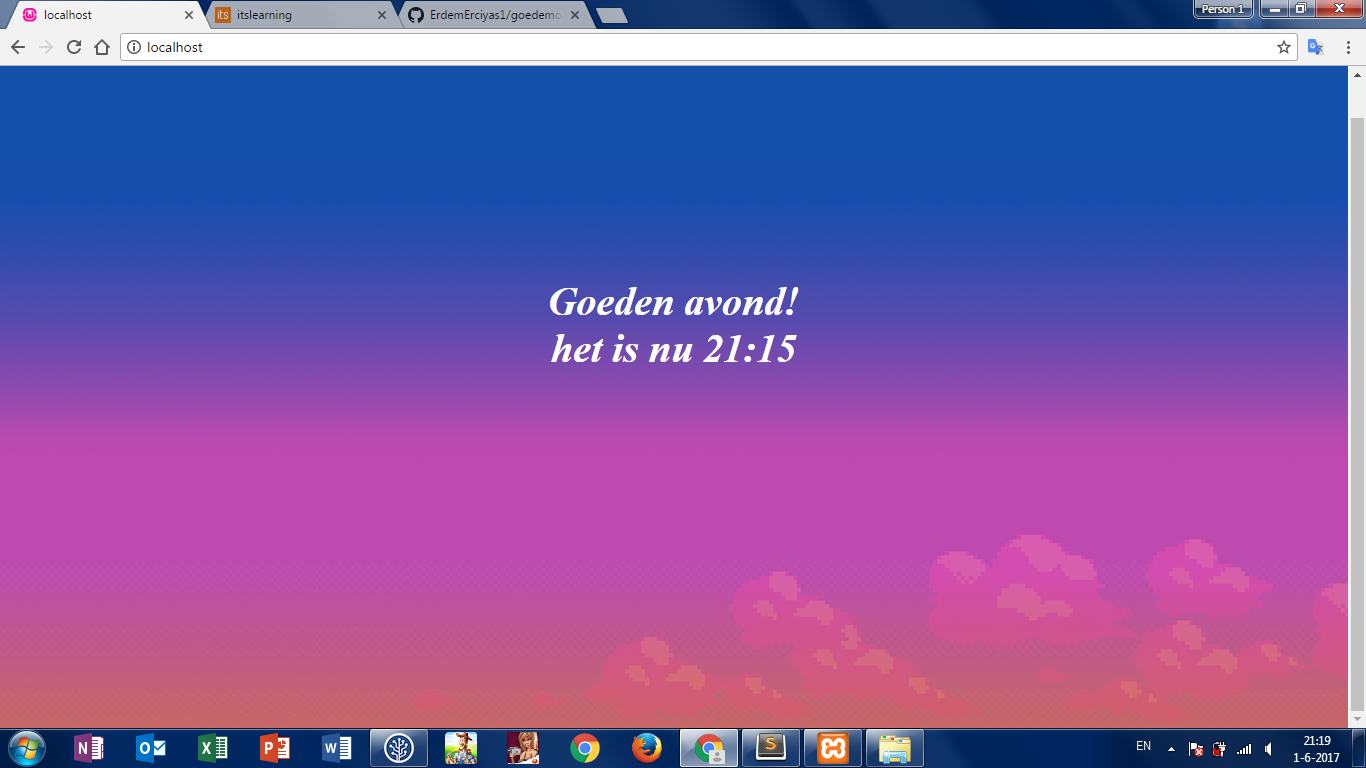 localhost
its itslearning
ErdemErciyas1/goedemo
Person 1
localhost
Goeden avond!
het is nu 21:15
EN
21:19
1-6-2017